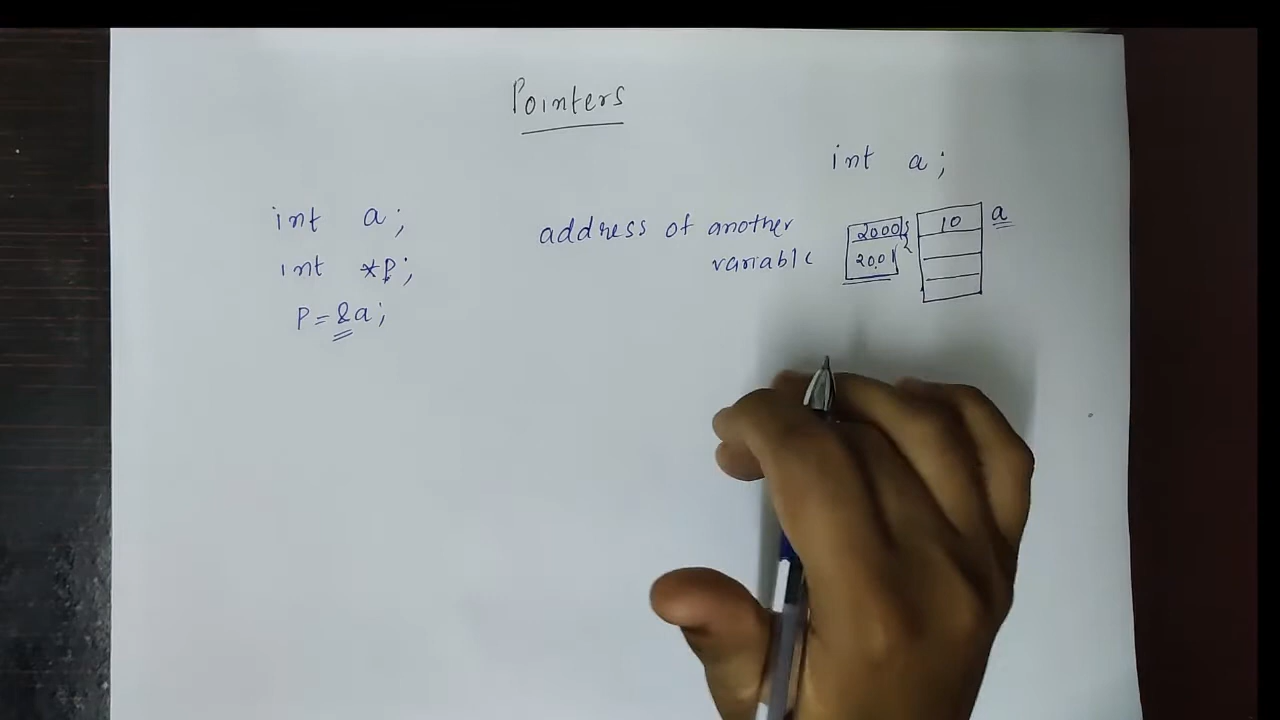 Pointers
int a;
int *p;
P=&a;
address of another
variable
int a;
2000
2001
10
a